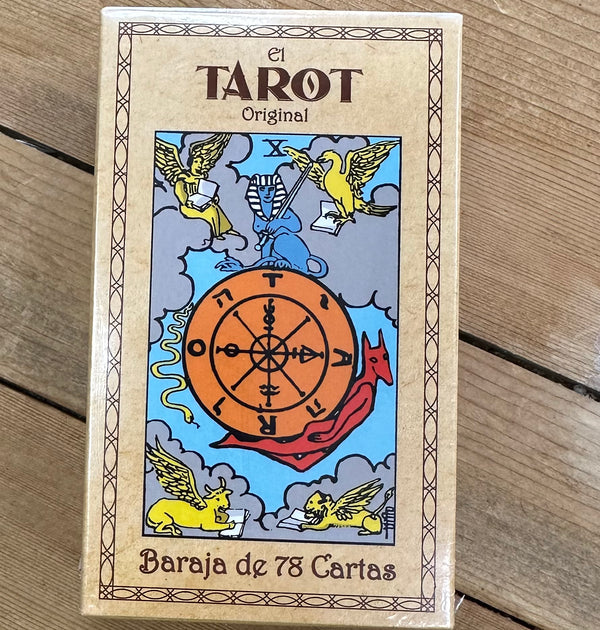 El
TAROT
Original
X
ה T י
O A
ו R ה
Baraja de 78 Cartas